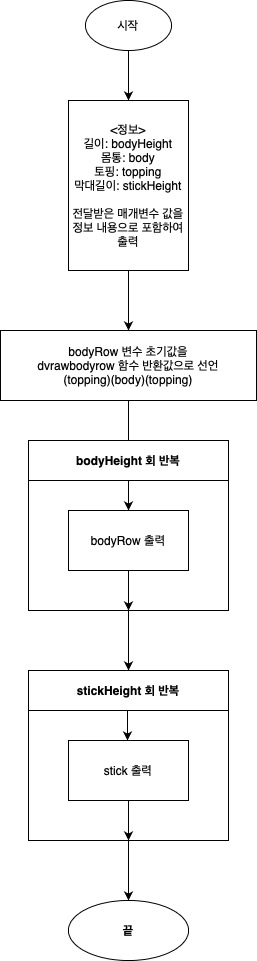 시작
<정보>
길이: bodyHeight
몸통: body
토핑: topping
막대길이: stickHeight
전달받은 매개변수 값을
정보 내용으로 포함하여
출력
bodyRow 변수 초기값을
dvrawbodyrow 함수 반환값으로 선언
(topping)(body)(topping)
bodyHeight 회 반복
bodyRow 출력
stickHeight 회 반복
stick 출력
끝